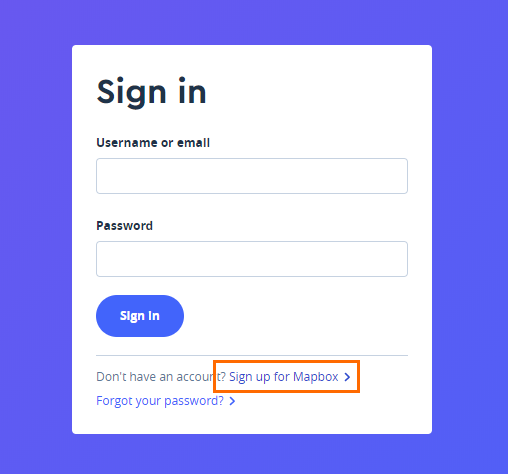 Sign in
Username or email
Password
Sign in
Don't have an account? Sign up for Mapbox
Forgot your password?